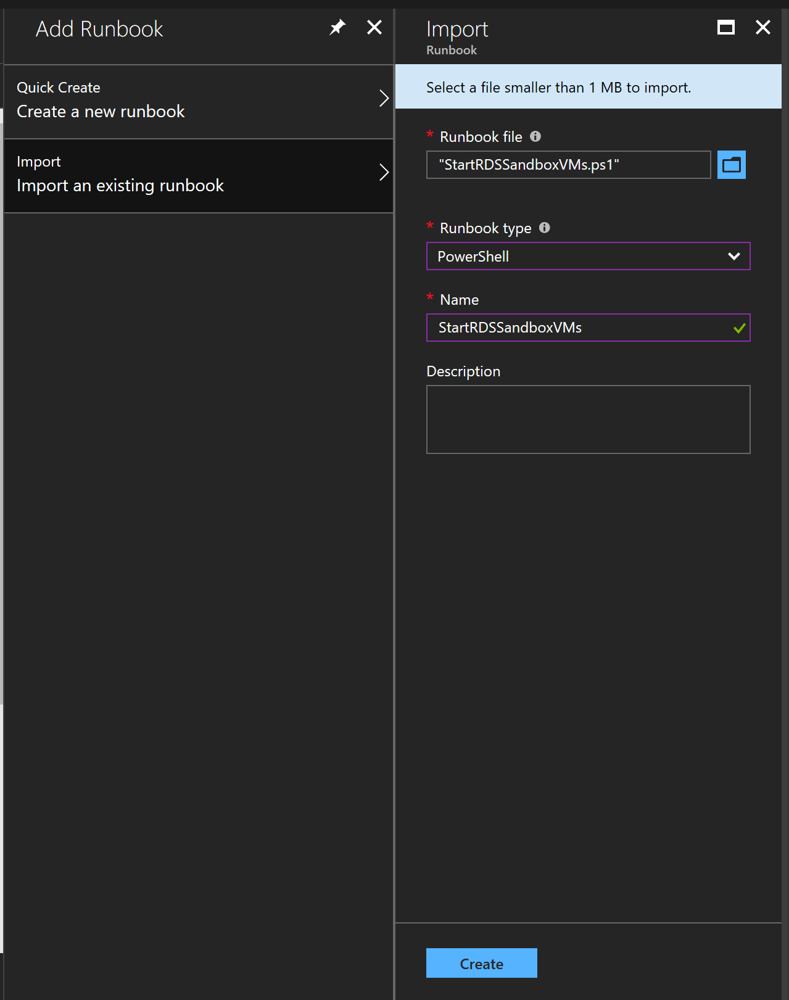 Add Runbook
Quick Create
Create a new runbook
Import
Import an existing runbook
Import
Runbook
Select a file smaller than 1 MB to import.
* Runbook file
"StartRDSSandboxVMs.ps1"
* Runbook type
PowerShell
* Name
StartRDSSandboxVMs
Description
Create